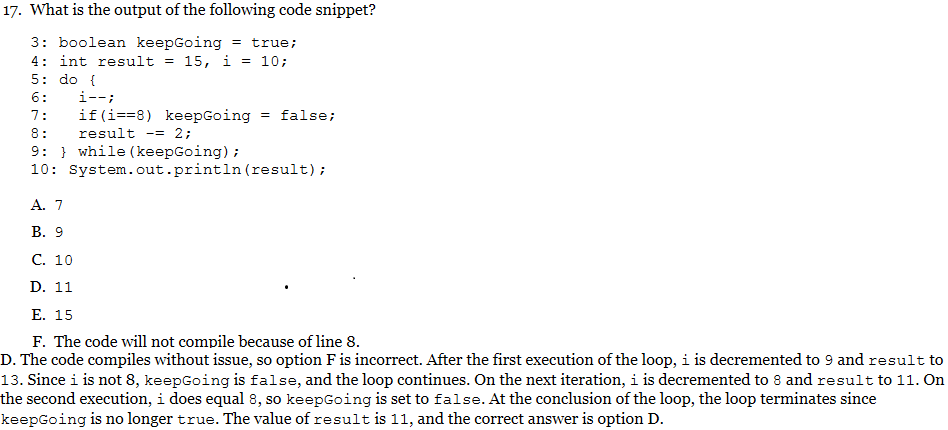 17. What is the output of the following code snippet?
3: boolean keepGoing = true;
4: int result = 15, i = 10;
5: do {
6:   i--;
7:   if(i==8) keepGoing = false;
8:   result -= 2;
9: } while(keepGoing);
10: System.out.println(result);
A. 7
B. 9
C. 10
D. 11
E. 15
F. The code will not compile because of line 8.
D. The code compiles without issue, so option F is incorrect. After the first execution of the loop, i is decremented to 9 and result to
13. Since i is not 8, keepGoing is false, and the loop continues. On the next iteration, i is decremented to 8 and result to 11. On
the second execution, i does equal 8, so keepGoing is set to false. At the conclusion of the loop, the loop terminates since
keepGoing is no longer true. The value of result is 11, and the correct answer is option D.